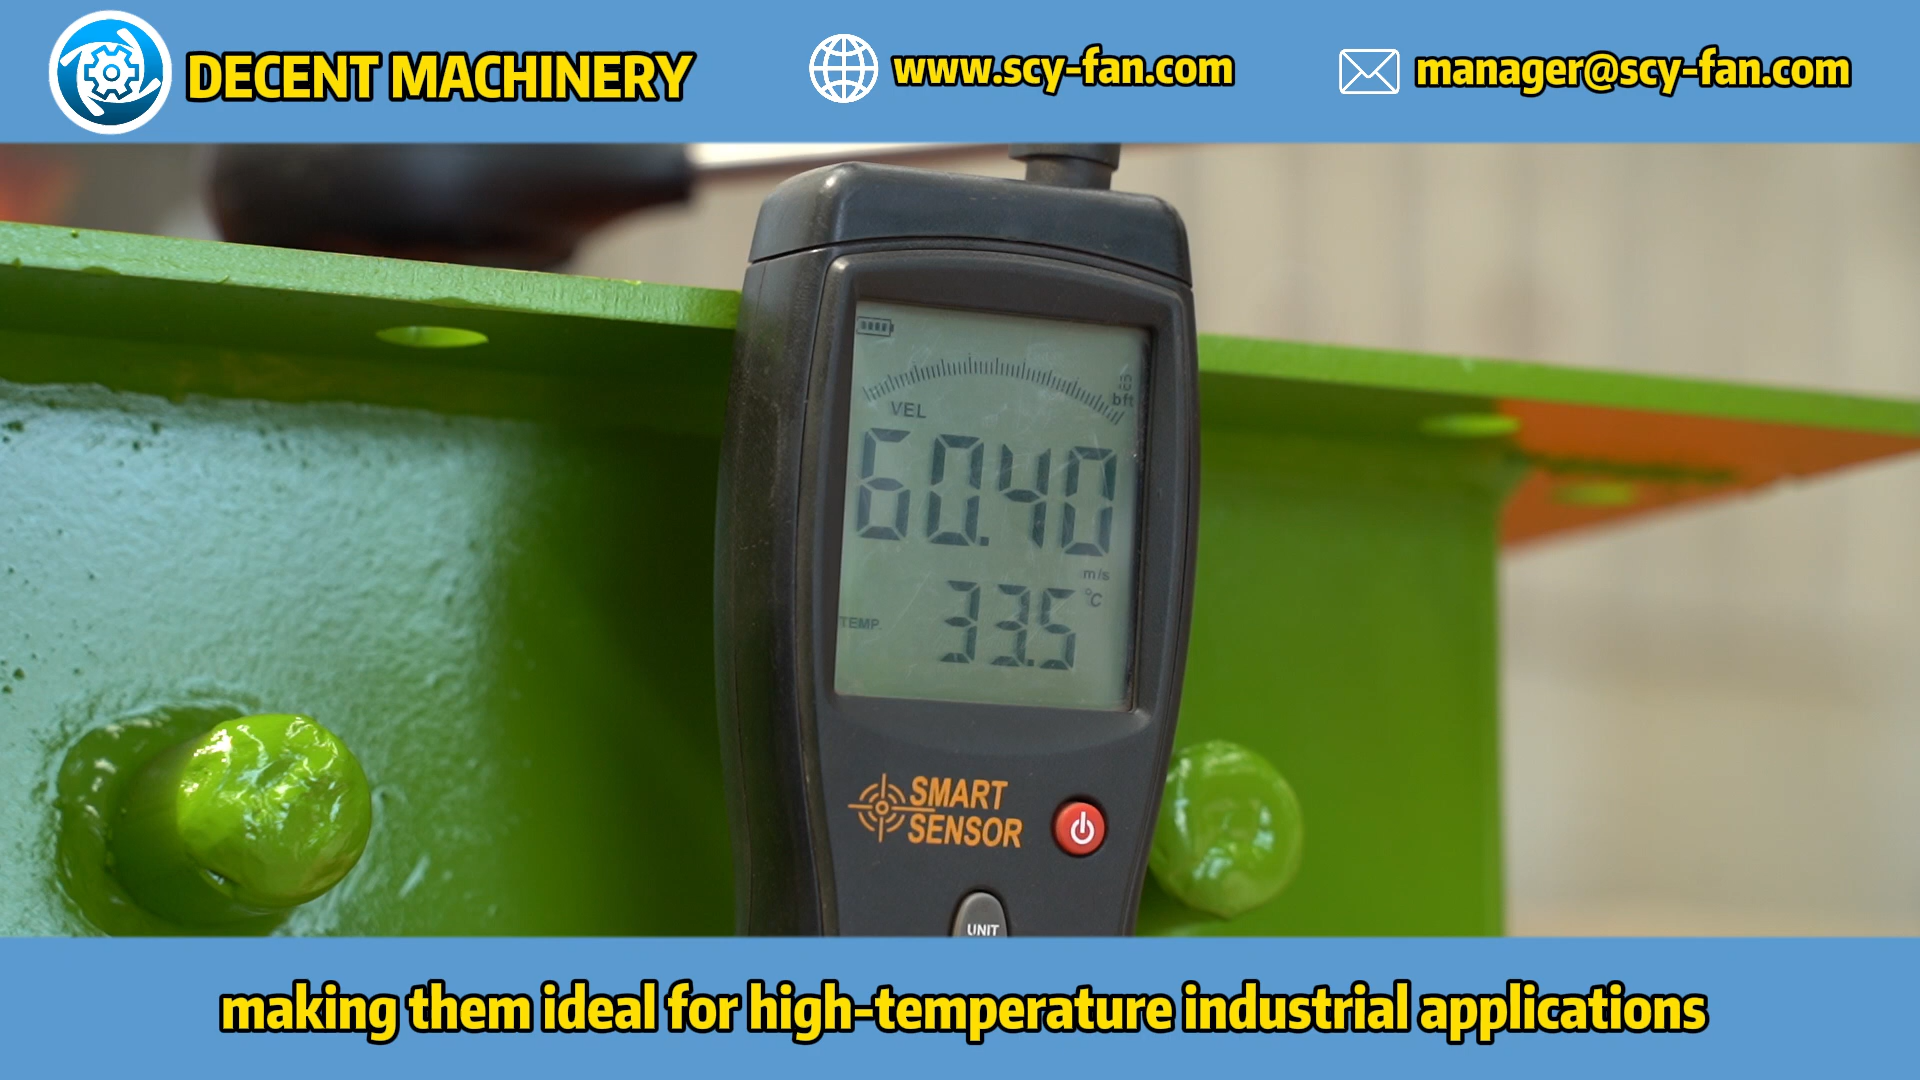 DECENT MACHINERY
www.scy-fan.com
manager@scy-fan.com
bft
VEL
60.40
m/s
°C
TEMP.
33.5
SMART
SENSOR
UNIT
making them ideal for high-temperature industrial applications